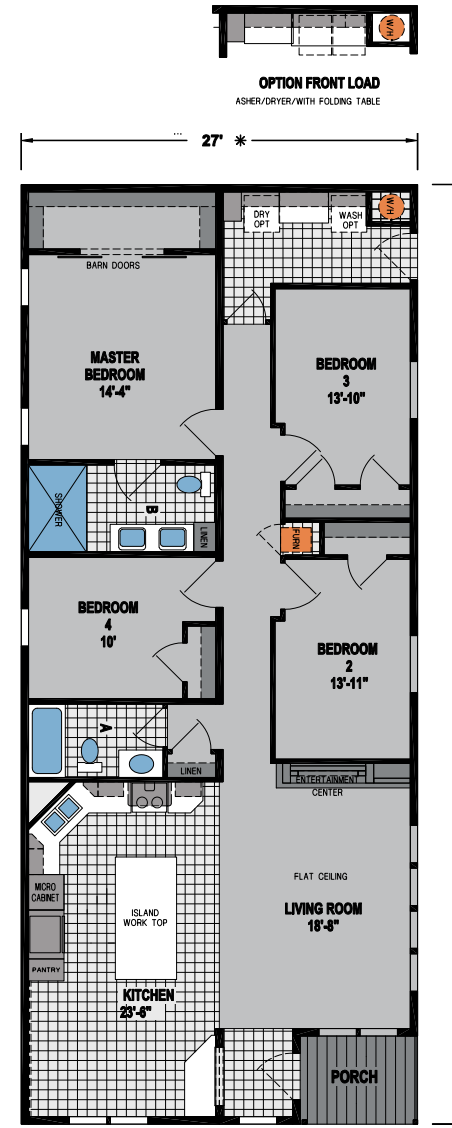 W/H
OPTION FRONT LOAD
ASHER/DRYER/WITH FOLDING TABLE
...
27' *
DRY
OPT
WASH
OPT
W/H
BARN DOORS
MASTER
BEDROOM
14'-4"
BEDROOM
3
13'-10"
SHOWER
B
LINEN
FURN
BEDROOM
4
10'
BEDROOM
2
13'-11"
A
LINEN
ENTERTAINMENT
CENTER
MICRO
CABINET
ISLAND
WORK TOP
FLAT CEILING
LIVING ROOM
18'-8"
PANTRY
KITCHEN
23'-6"
PORCH